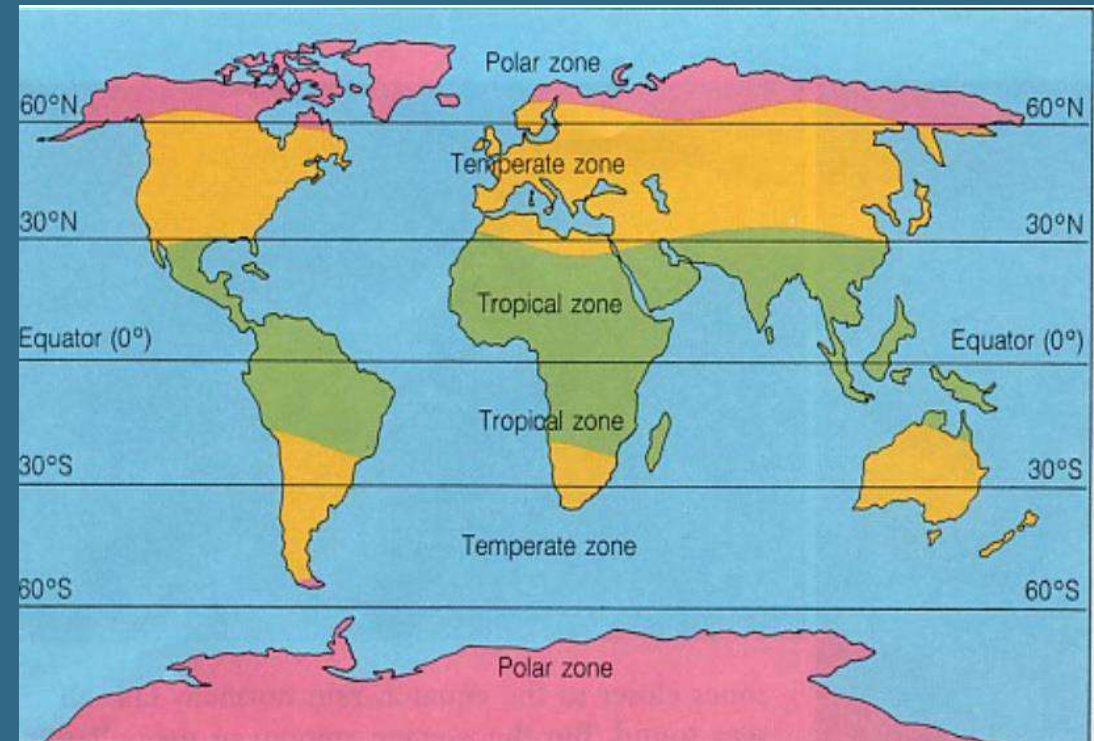 Polar zone
60°N 60°N
Temperate zone
30°N 30°N
Tropical zone
Equator (0°) Equator (0°)
Tropical zone
30°S 30°S
Temperate zone
60°S 60°S
Polar zone